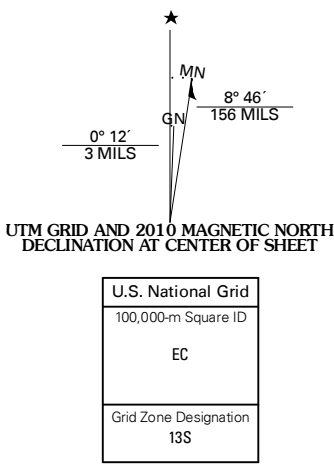 MN
GN
8° 46´
156 MILS
0° 12´
3 MILS
UTM GRID AND 2010 MAGNETIC NORTH
DECLINATION AT CENTER OF SHEET
U.S. National Grid
100,000-m Square ID
EC
Grid Zone Designation
13S